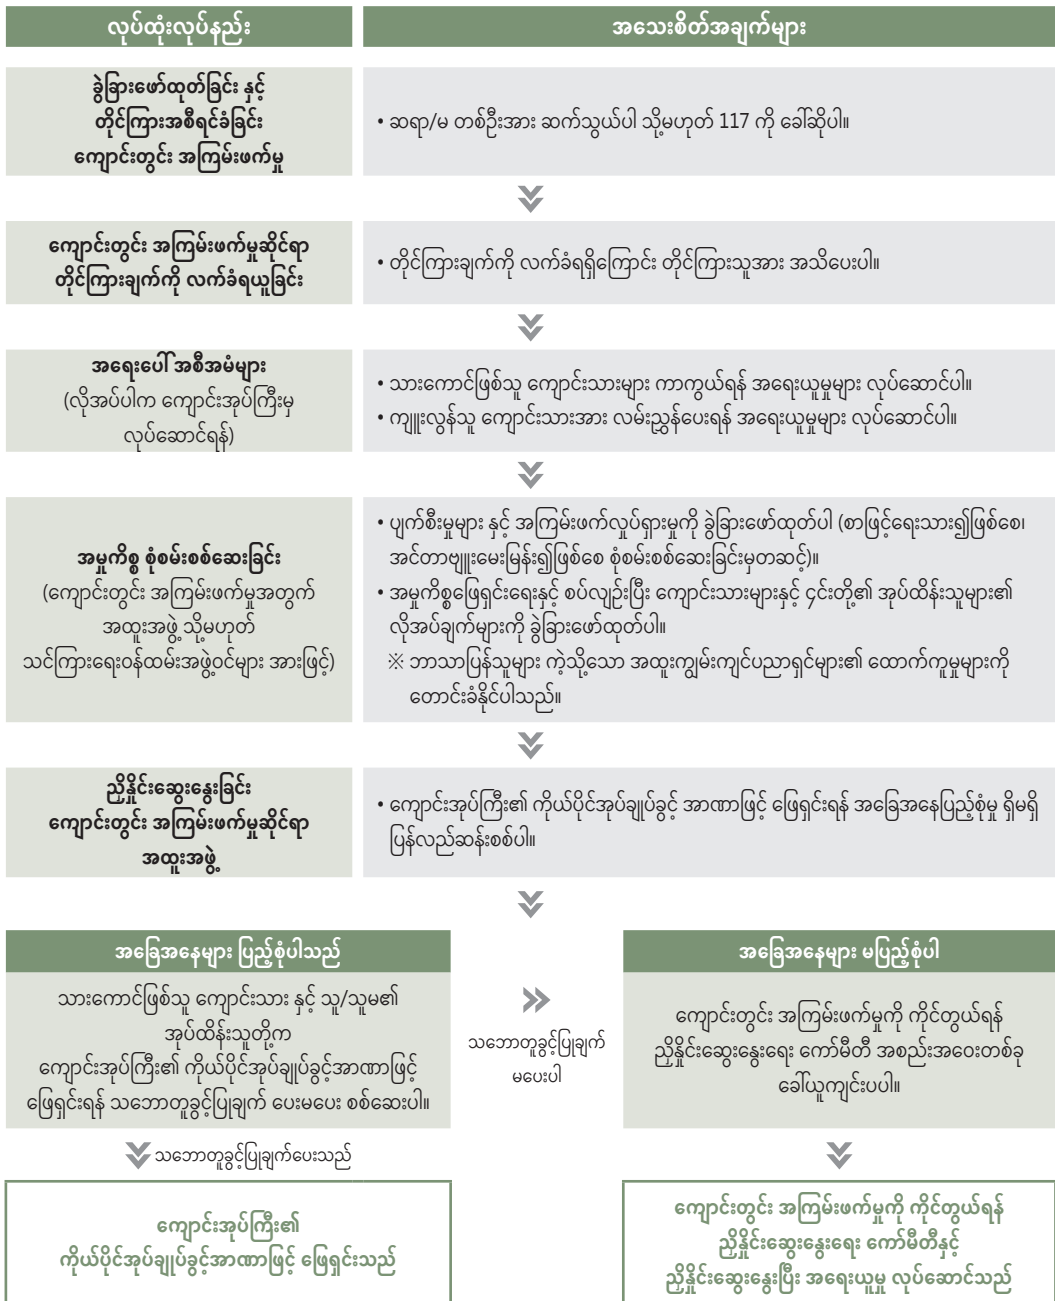 လုပ်ထုံးလုပ်နည်း
အသေးစိတ်အချက်များ
ခွဲခြားဖော်ထုတ်ခြင်း နှင့်
တိုင်ကြားအစီရင်ခံခြင်း
ကျောင်းတွင်း အကြမ်းဖက်မှု
• ဆရာ/မ တစ်ဦးအား ဆက်သွယ်ပါ သို့မဟုတ် 117 ကို ခေါ်ဆိုပါ။
ကျောင်းတွင်း အကြမ်းဖက်မှုဆိုင်ရာ
တိုင်ကြားချက်ကို လက်ခံရယူခြင်း
• တိုင်ကြားချက်ကို လက်ခံရရှိကြောင်း တိုင်ကြားသူအား အသိပေးပါ။
အရေးပေါ် အစီအမံများ
(လိုအပ်ပါက ကျောင်းအုပ်ကြီးမှ
လုပ်ဆောင်ရန်)
• သားကောင်ဖြစ်သူ ကျောင်းသားများ ကာကွယ်ရန် အရေးယူမှုများ လုပ်ဆောင်ပါ။
• ကျူးလွန်သူ ကျောင်းသားအား လမ်းညွှန်ပေးရန် အရေးယူမှုများ လုပ်ဆောင်ပါ။
အမှုကိစ္စ စုံစမ်းစစ်ဆေးခြင်း
(ကျောင်းတွင်း အကြမ်းဖက်မှုအတွက်
အထူးအဖွဲ့ သို့မဟုတ်
သင်ကြားရေးဝန်ထမ်းအဖွဲ့ဝင်များ အားဖြင့်)
• ပျက်စီးမှုများ နှင့် အကြမ်းဖက်လှုပ်ရှားမှုကို ခွဲခြားဖော်ထုတ်ပါ (စာဖြင့်ရေးသား၍ဖြစ်စေ၊
အင်တာဗျူးမေးမြန်း၍ဖြစ်စေ စုံစမ်းစစ်ဆေးခြင်းမှတဆင့်)။
• အမှုကိစ္စဖြေရှင်းရေးနှင့် စပ်လျဉ်းပြီး ကျောင်းသားများနှင့် ၄င်းတို့၏ အုပ်ထိန်းသူများ၏
လိုအပ်ချက်များကို ခွဲခြားဖော်ထုတ်ပါ။
※ ဘာသာပြန်သူများ ကဲ့သို့သော အထူးကျွမ်းကျင်ပညာရှင်များ၏ ထောက်ကူမှုများကို
တောင်းခံနိုင်ပါသည်။
ညှိနှိုင်းဆွေးနွေးခြင်း
ကျောင်းတွင်း အကြမ်းဖက်မှုဆိုင်ရာ
အထူးအဖွဲ့
• ကျောင်းအုပ်ကြီး၏ ကိုယ်ပိုင်အုပ်ချုပ်ခွင့် အာဏာဖြင့် ဖြေရှင်းရန် အခြေအနေပြည့်စုံမှု ရှိမရှိ
ပြန်လည်ဆန်းစစ်ပါ။
အခြေအနေများ ပြည့်စုံပါသည်
သားကောင်ဖြစ်သူ ကျောင်းသား နှင့် သူ/သူမ၏
အုပ်ထိန်းသူတို့က
ကျောင်းအုပ်ကြီး၏ ကိုယ်ပိုင်အုပ်ချုပ်ခွင့်အာဏာဖြင့်
ဖြေရှင်းရန် သဘောတူခွင့်ပြုချက် ပေးမပေး စစ်ဆေးပါ။
သဘောတူခွင့်ပြုချက်
မပေးပါ
အခြေအနေများ မပြည့်စုံပါ
ကျောင်းတွင်း အကြမ်းဖက်မှုကို ကိုင်တွယ်ရန်
ညှိနှိုင်းဆွေးနွေးရေး ကော်မီတီ အစည်းအဝေးတစ်ခု
ခေါ်ယူကျင်းပပါ။
သဘောတူခွင့်ပြုချက်ပေးသည်
ကျောင်းအုပ်ကြီး၏
ကိုယ်ပိုင်အုပ်ချုပ်ခွင့်အာဏာဖြင့် ဖြေရှင်းသည်
ကျောင်းတွင်း အကြမ်းဖက်မှုကို ကိုင်တွယ်ရန်
ညှိနှိုင်းဆွေးနွေးရေး ကော်မီတီနှင့်
ညှိနှိုင်းဆွေးနွေးပြီး အရေးယူမှု လုပ်ဆောင်သည်